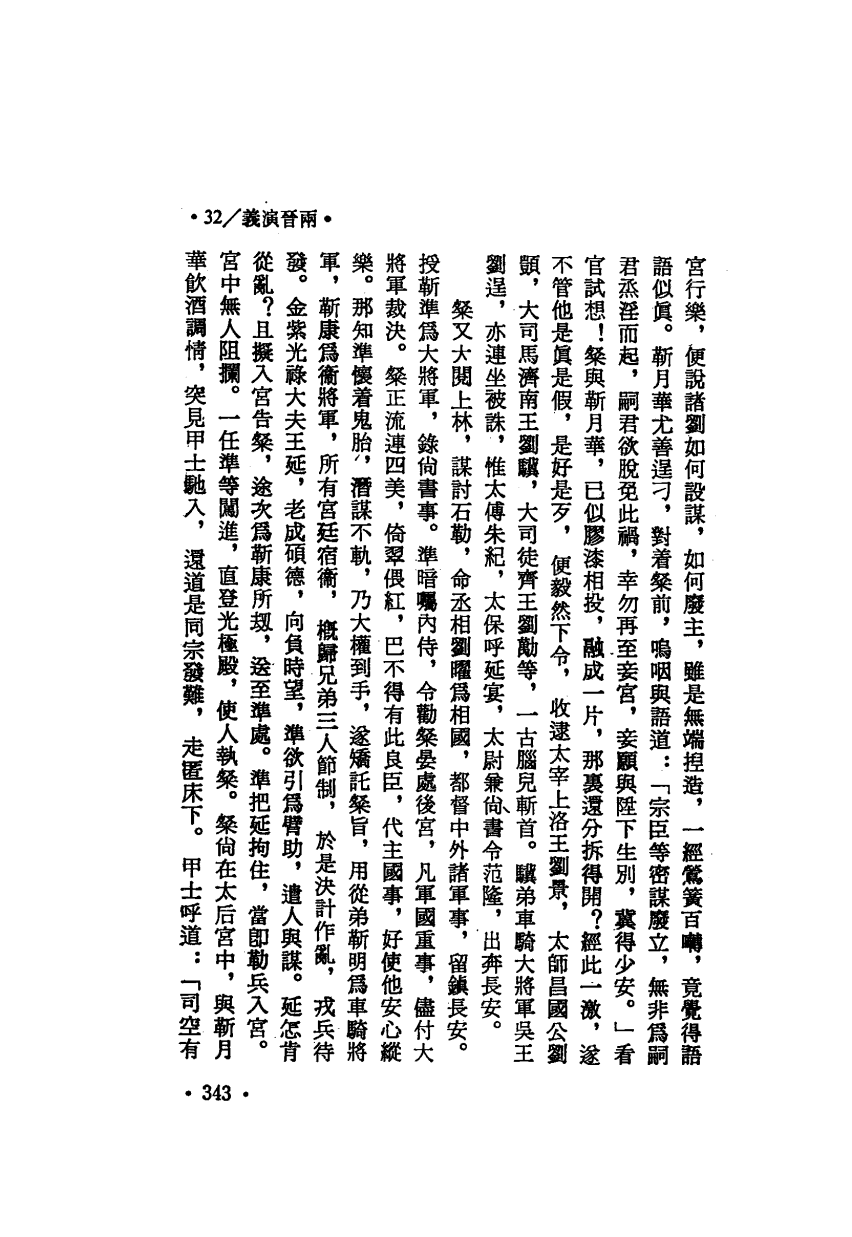 •32/義演晉兩•
宮行樂，便說諸劉如何設謀，如何廢主，雖是無端揑造，一經鶯簧百囀，竟覺得語
語似眞。靳月華尤善逞刁，對着粲前，嗚咽與語道：「宗臣等密謀廢立，無非爲嗣
君烝淫而起，嗣君欲脫免此禍，幸勿再至妾宮，妾願與陛下生別，冀得少安。」看
官試想！粲與靳月華，已似膠漆相投，融成一片，那裏還分拆得開？經此一激，遂
不管他是眞是假，是好是歹，便毅然下令，收逮太宰上洛王劉景，太師昌國公劉
顗，大司馬濟南王劉驥，大司徒齊王劉勱等，一古腦兒斬首。驥弟車騎大將軍吳王
劉逞，亦連坐被誅，惟太傅朱紀，太保呼延宴，太尉兼尙書令范隆，出奔長安。
粲又大閱上林，謀討石勒，命丞相劉曜爲相國，都督中外諸軍事，留鎮長安。
授靳準爲大將軍，錄尙書事。準暗囑內侍，令勸粲晏處後宮，凡軍國重事，儘付大
將軍裁決。粲正流連四美，倚翠偎紅，巴不得有此良臣，代主國事，好使他安心縱
樂。那知準懷着鬼胎，潛謀不軌，乃大權到手，遂矯託粲旨，用從弟靳明爲車騎將
軍，靳康爲衞將軍，所有宮廷宿衞，槪歸兄弟三人節制，於是決計作亂，戎兵待
發。金紫光祿大夫王延，老成碩德，向負時望，準欲引爲臂助，遣人與謀。延怎肯
從亂？且擬入宮告粲，途次爲靳康所刼，送至準處。準把延拘住，當卽勒兵入宮。
宮中無人阻攔。一任準等闖進，直登光極殿，使人執粲。粲尙在太后宮中，與靳月
華飲酒調情，突見甲士馳入，還道是同宗發難，走匿床下。甲士呼道：「司空有
•343•